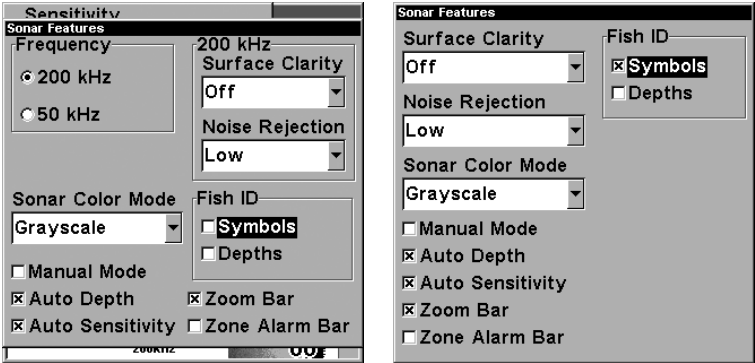 Sensitivity
Sonar Features
Frequency
200 kHz
50 kHz
200 kHz
Surface Clarity
Off
Noise Rejection
Low
Sonar Color Mode
Grayscale
Fish ID
Symbols
Depths
Manual Mode
Auto Depth
Zoom Bar
Auto Sensitivity
Zone Alarm Bar
200kHz
Sonar Features
Surface Clarity
Off
Noise Rejection
Low
Sonar Color Mode
Grayscale
Manual Mode
Auto Depth
Auto Sensitivity
Zoom Bar
Zone Alarm Bar
Fish ID
Symbols
Depths